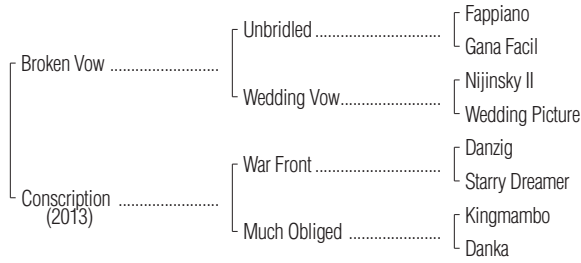 Fappiano
Unbridled ..............................
Gana Facil
Broken Vow ..........................
Nijinsky II
Wedding Vow........................
Wedding Picture
Danzig
War Front ..............................
Starry Dreamer
Conscription ........................
(2013)
Kingmambo
Much Obliged ......................
Danka